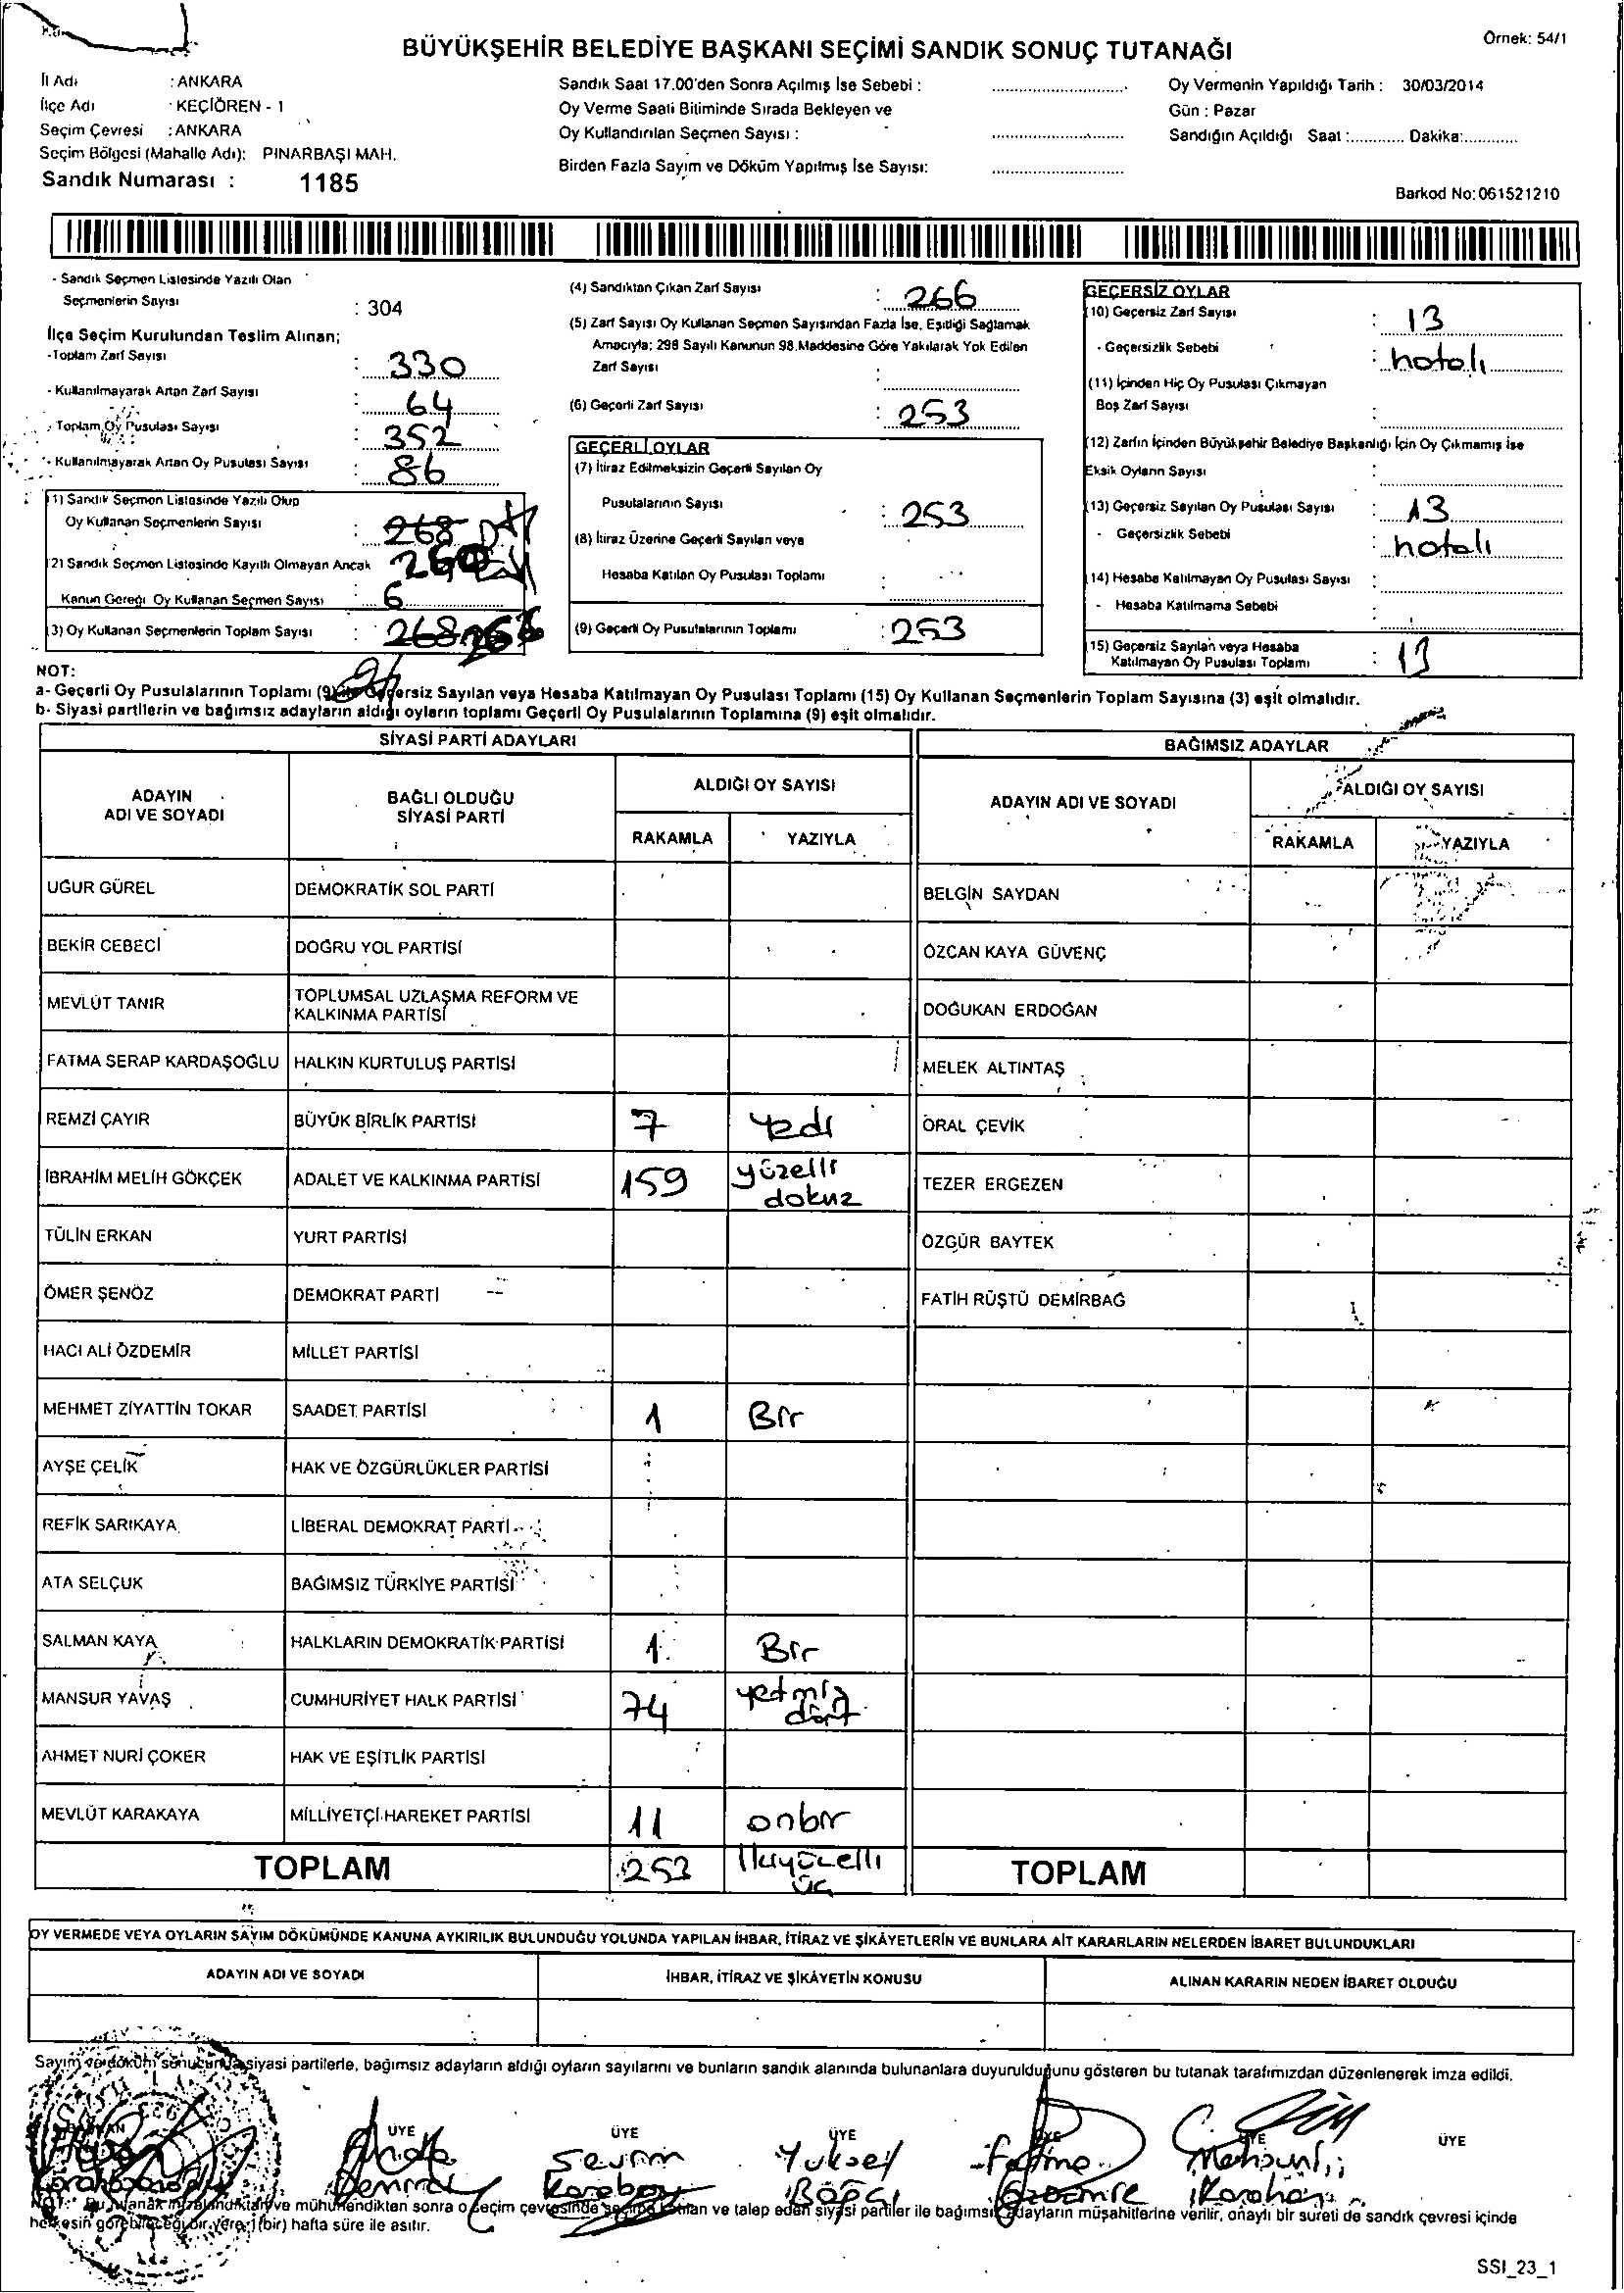 Örnek: 54/1
BÜYÜKŞEHİR BELEDİYE BAŞKANI SEÇİMİ SANDIK SONUÇ TUTANAĞI
İl Adı : ANKARA
İlçe Adı : KEÇİÖREN - 1
Seçim Çevresi : ANKARA
Seçim Bölgesi (Mahalle Adı): PINARBAŞI MAH.
Sandık Numarası : 1185
Sandık Saat 17.00'den Sonra Açılmış İse Sebebi :
Oy Verme Saati Bitiminde Sırada Bekleyen ve
Oy Kullandırılan Seçmen Sayısı :
Birden Fazla Sayım ve Döküm Yapılmış İse Sayısı:
Oy Vermenin Yapıldığı Tarih : 30/03/2014
Gün : Pazar
Sandığın Açıldığı Saat :............ Dakika:.............
Barkod No: 061521210
- Sandık Seçmen Listesinde Yazılı Olan
Seçmenlerin Sayısı : 304
İlçe Seçim Kurulundan Teslim Alınan;
-Toplam Zarf Sayısı : 330
- Kullanılmayarak Artan Zarf Sayısı : 64
- Toplam Oy Pusulası Sayısı : 352
- Kullanılmayarak Artan Oy Pusulası Sayısı : 86
(1) Sandık Seçmen Listesinde Yazılı Olup
Oy Kullanan Seçmenlerin Sayısı : 268
260
(2) Sandık Seçmen Listesinde Kayıtlı Olmayan Ancak
Kanun Gereği Oy Kullanan Seçmen Sayısı : 6
(3) Oy Kullanan Seçmenlerin Toplam Sayısı : 268 266
(4) Sandıktan Çıkan Zarf Sayısı : 266
(5) Zarf Sayısı Oy Kullanan Seçmen Sayısından Fazla İse, Eşitliği Sağlamak
Amacıyla; 298 Sayılı Kanunun 98.Maddesine Göre Yakılarak Yok Edilen
Zarf Sayısı :
(6) Geçerli Zarf Sayısı : 253
GEÇERLİ OYLAR
(7) İtiraz Edilmeksizin Geçerli Sayılan Oy
Pusulalarının Sayısı : 253
(8) İtiraz Üzerine Geçerli Sayılan veya
Hesaba Katılan Oy Pusulası Toplamı :
(9) Geçerli Oy Pusulalarının Toplamı : 253
GEÇERSİZ OYLAR
(10) Geçersiz Zarf Sayısı : 13
- Geçersizlik Sebebi : hatalı
(11) İçinden Hiç Oy Pusulası Çıkmayan
Boş Zarf Sayısı :
(12) Zarfın İçinden Büyükşehir Belediye Başkanlığı İçin Oy Çıkmamış İse
Eksik Oyların Sayısı :
(13) Geçersiz Sayılan Oy Pusulası Sayısı : 13
- Geçersizlik Sebebi : hatalı
(14) Hesaba Katılmayan Oy Pusulası Sayısı :
- Hesaba Katılmama Sebebi :
(15) Geçersiz Sayılan veya Hesaba
Katılmayan Oy Pusulası Toplamı : 13
NOT:
a- Geçerli Oy Pusulalarının Toplamı (9) ile Geçersiz Sayılan veya Hesaba Katılmayan Oy Pusulası Toplamı (15) Oy Kullanan Seçmenlerin Toplam Sayısına (3) eşit olmalıdır.
b- Siyasi partilerin ve bağımsız adayların aldığı oyların toplamı Geçerli Oy Pusulalarının Toplamına (9) eşit olmalıdır.
SİYASİ PARTİ ADAYLARI
ADAYIN ADI VE SOYADI
BAĞLI OLDUĞU SİYASİ PARTİ
ALDIĞI OY SAYISI
RAKAMLA YAZIYLA
UĞUR GÜREL DEMOKRATİK SOL PARTİ
BEKİR CEBECİ DOĞRU YOL PARTİSİ
MEVLÜT TANIR TOPLUMSAL UZLAŞMA REFORM VE KALKINMA PARTİSİ
FATMA SERAP KARDAŞOĞLU HALKIN KURTULUŞ PARTİSİ
REMZİ ÇAYIR BÜYÜK BİRLİK PARTİSİ 7 yedi
İBRAHİM MELİH GÖKÇEK ADALET VE KALKINMA PARTİSİ 159 yüzelli dokuz
TÜLİN ERKAN YURT PARTİSİ
ÖMER ŞENÖZ DEMOKRAT PARTİ
HACI ALİ ÖZDEMİR MİLLET PARTİSİ
MEHMET ZİYATTİN TOKAR SAADET PARTİSİ 1 Bir
AYŞE ÇELİK HAK VE ÖZGÜRLÜKLER PARTİSİ
REFİK SARIKAYA LİBERAL DEMOKRAT PARTİ
ATA SELÇUK BAĞIMSIZ TÜRKİYE PARTİSİ
SALMAN KAYA HALKLARIN DEMOKRATİK PARTİSİ 1 Bir
MANSUR YAVAŞ CUMHURİYET HALK PARTİSİ 74 yetmiş dört
AHMET NURİ ÇOKER HAK VE EŞİTLİK PARTİSİ
MEVLÜT KARAKAYA MİLLİYETÇİ HAREKET PARTİSİ 11 onbir
TOPLAM 253 İkiyüzelli üç
BAĞIMSIZ ADAYLAR
ADAYIN ADI VE SOYADI
ALDIĞI OY SAYISI
RAKAMLA YAZIYLA
BELGİN SAYDAN
ÖZCAN KAYA GÜVENÇ
DOĞUKAN ERDOĞAN
MELEK ALTINTAŞ
ORAL ÇEVİK
TEZER ERGEZEN
ÖZGÜR BAYTEK
FATİH RÜŞTÜ DEMİRBAĞ
TOPLAM
OY VERMEDE VEYA OYLARIN SAYIM DÖKÜMÜNDE KANUNA AYKIRILIK BULUNDUĞU YOLUNDA YAPILAN İHBAR, İTİRAZ VE ŞİKÂYETLERİN VE BUNLARA AİT KARARLARIN NELERDEN İBARET BULUNDUKLARI
ADAYIN ADI VE SOYADI İHBAR, İTİRAZ VE ŞİKÂYETİN KONUSU ALINAN KARARIN NEDEN İBARET OLDUĞU
Sayım ve döküm sonucunda siyasi partilerle, bağımsız adayların aldığı oyların sayılarını ve bunların sandık alanında bulunanlara duyurulduğunu gösteren bu tutanak tarafımızdan düzenlenerek imza edildi.
ÜYE ÜYE ÜYE ÜYE ÜYE ÜYE
Sevim Yuksel Fatma
NOT: Bu tutanak imzalandıktan ve mühürlendikten sonra o seçim çevresinde seçime katılan ve talep eden siyasi partiler ile bağımsız adayların müşahitlerine verilir, onaylı bir sureti de sandık çevresi içinde
herkesin görebileceği bir yere 1 (bir) hafta süre ile asılır.
SSI_23_1